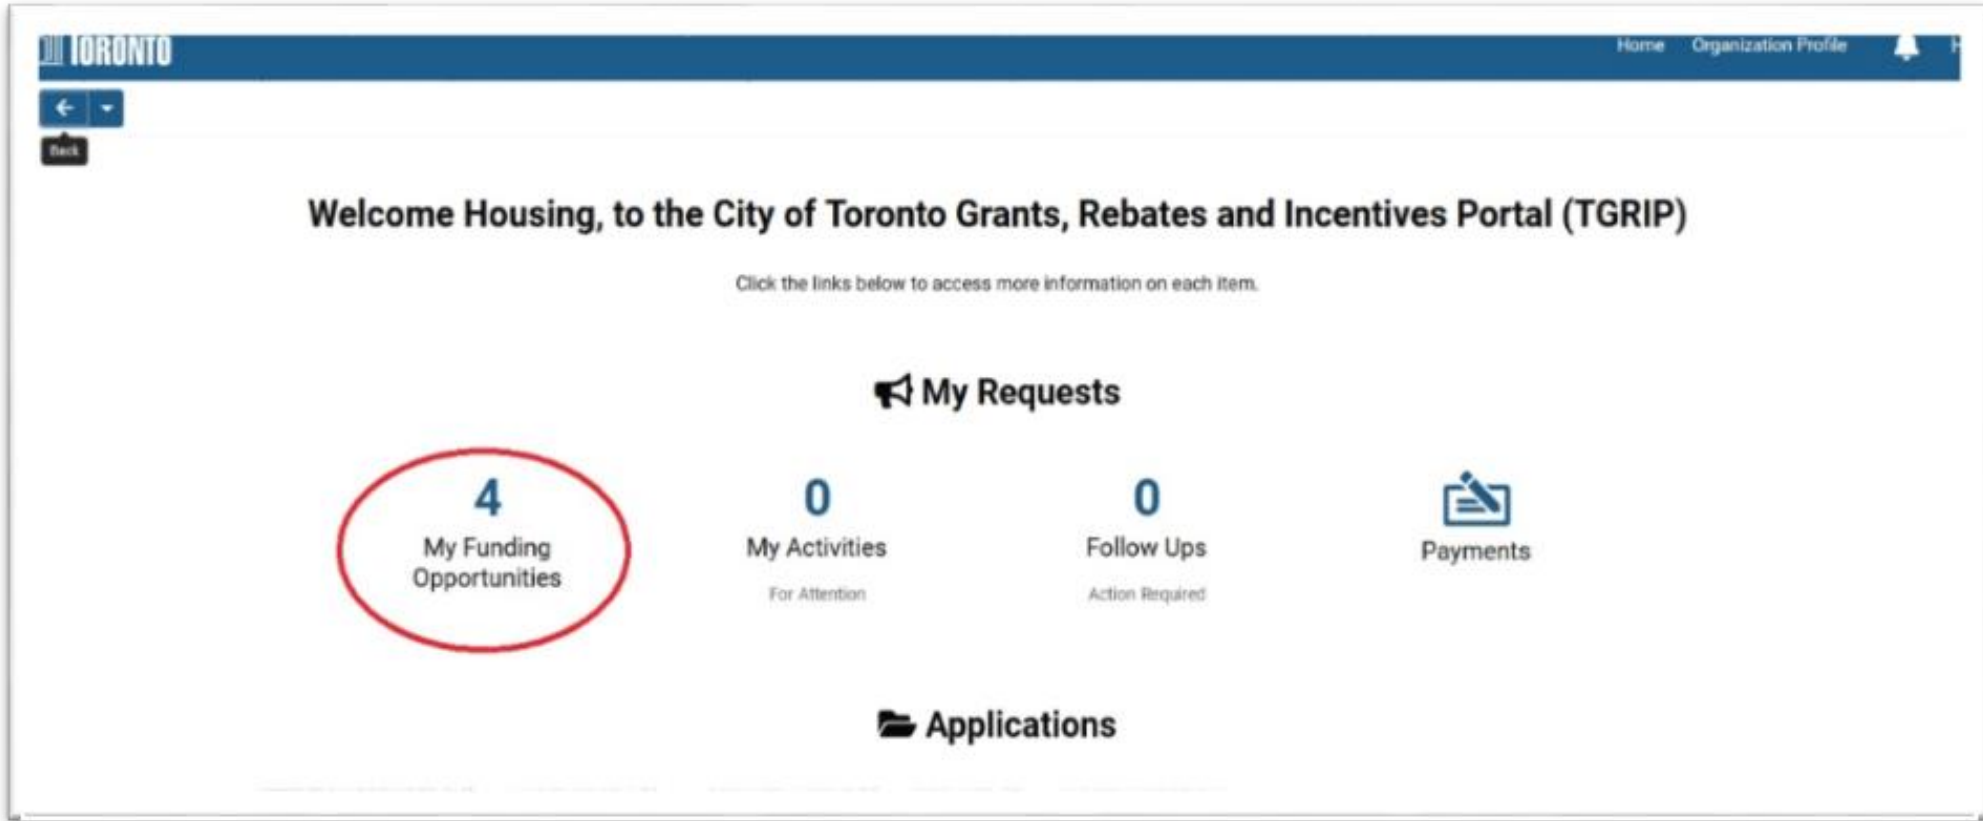 TORONTO
Home Organization Profile
Back
Welcome Housing, to the City of Toronto Grants, Rebates and Incentives Portal (TGRIP)
Click the links below to access more information on each item.
My Requests
4 0 0
My Funding Opportunities
My Activities
For Attention
Follow Ups
Action Required
Payments
Applications